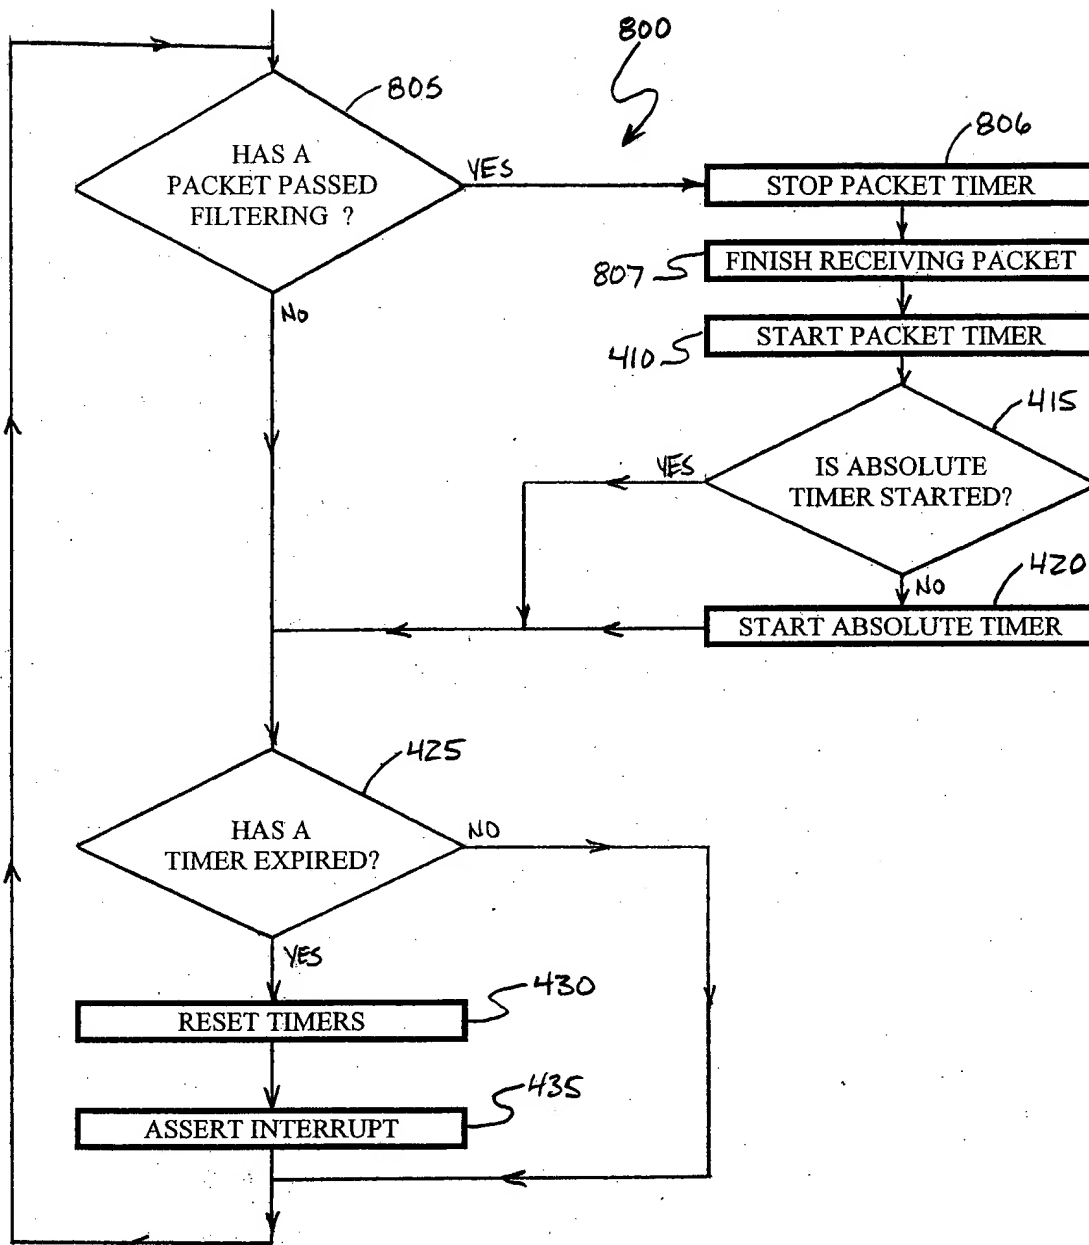 800
805
HAS A
PACKET PASSED
FILTERING ?
YES
NO
806
STOP PACKET TIMER
807
FINISH RECEIVING PACKET
410
START PACKET TIMER
415
IS ABSOLUTE
TIMER STARTED?
YES
NO
420
START ABSOLUTE TIMER
425
HAS A
TIMER EXPIRED?
NO
YES
430
RESET TIMERS
435
ASSERT INTERRUPT